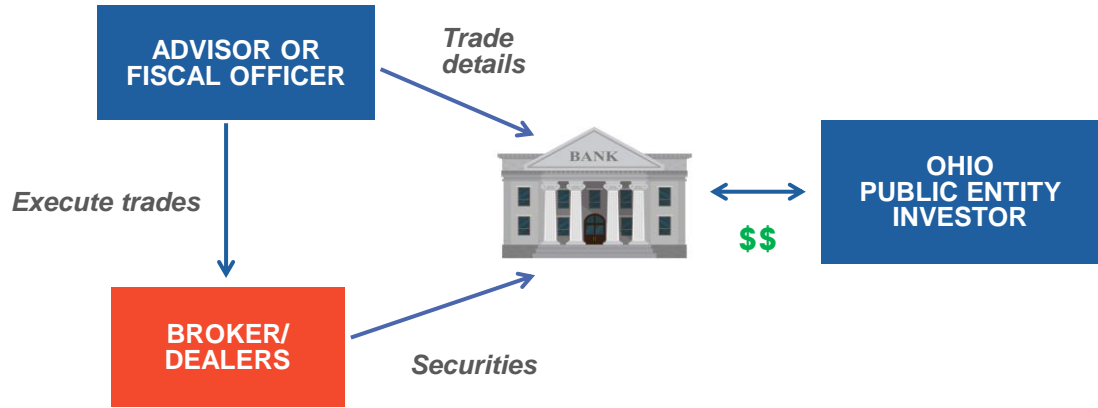 ADVISOR OR
FISCAL OFFICER
Trade
details
BANK
OHIO
PUBLIC ENTITY
INVESTOR
Execute trades
$$
BROKER/
DEALERS
Securities